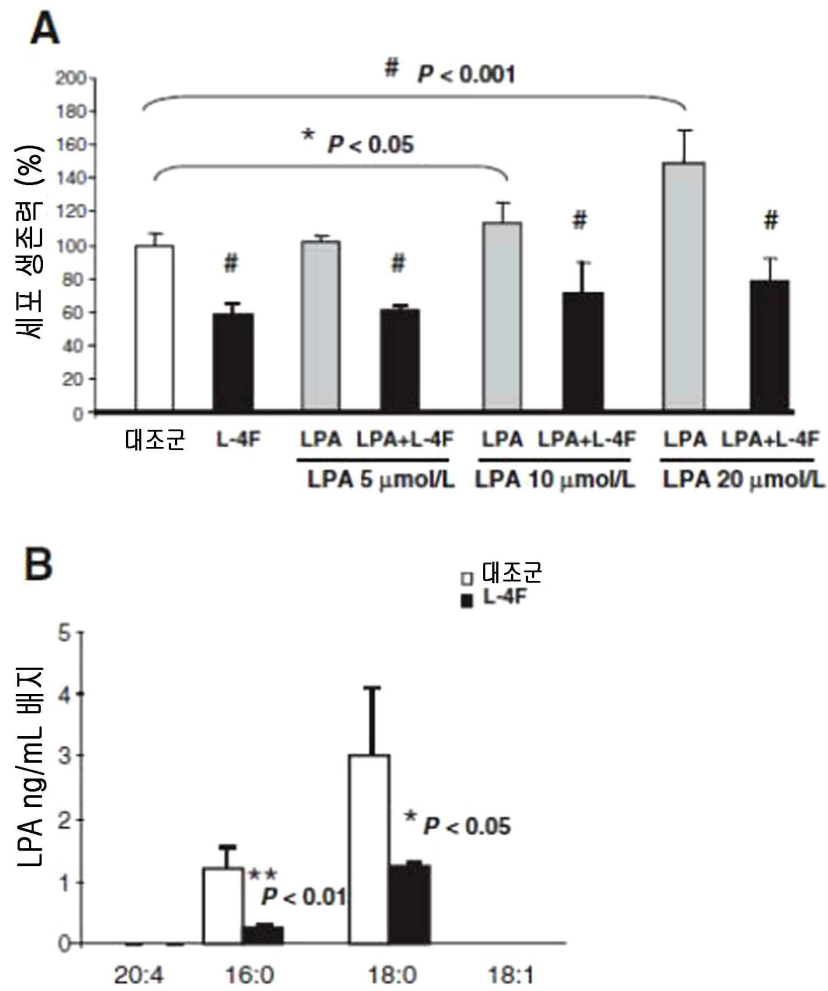 A
# P < 0.001
* P < 0.05
세포 생존력 (%)
200
180
160
140
120
100
80
60
40
20
0
#
#
#
#
대조군 L-4F LPA LPA+L-4F LPA LPA+L-4F LPA LPA+L-4F
LPA 5 μmol/L LPA 10 μmol/L LPA 20 μmol/L
B
대조군
L-4F
LPA ng/mL 배지
5
4
3
2
1
0
* P < 0.05
**
P < 0.01
20:4 16:0 18:0 18:1